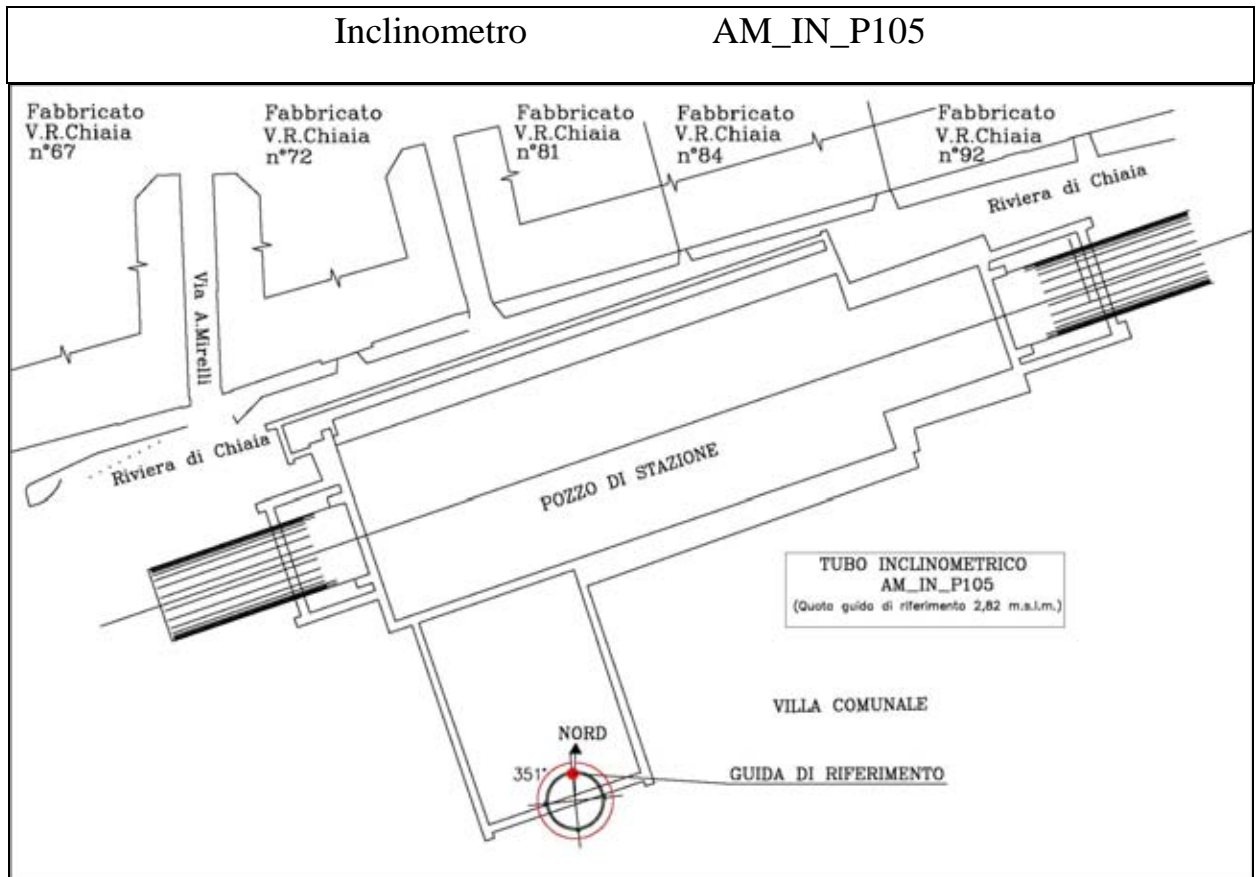 Inclinometro AM_IN_P105
Fabbricato
V.R.Chiaia
n°67
Fabbricato
V.R.Chiaia
n°72
Fabbricato
V.R.Chiaia
n°81
Fabbricato
V.R.Chiaia
n°84
Fabbricato
V.R.Chiaia
n°92
Riviera di Chiaia
Via A.Mirelli
Riviera di Chiaia
POZZO DI STAZIONE
TUBO INCLINOMETRICO
AM_IN_P105
(Quota guida di riferimento 2,82 m.s.l.m.)
VILLA COMUNALE
NORD
351°
GUIDA DI RIFERIMENTO